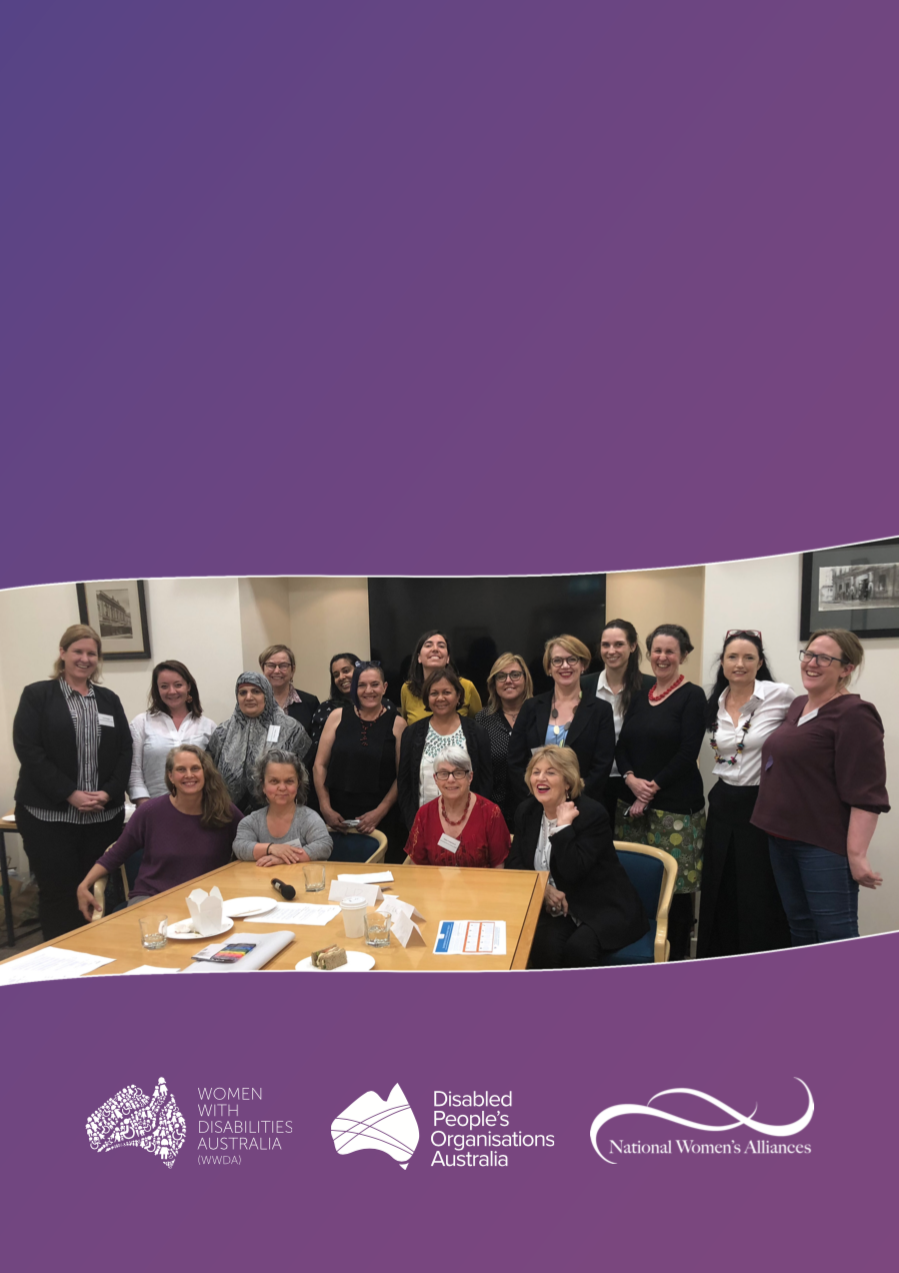 WOMEN
WITH
DISABILITIES
AUSTRALIA
(WWDA)
Disabled
People's
Organisations
Australia
National Women's Alliances